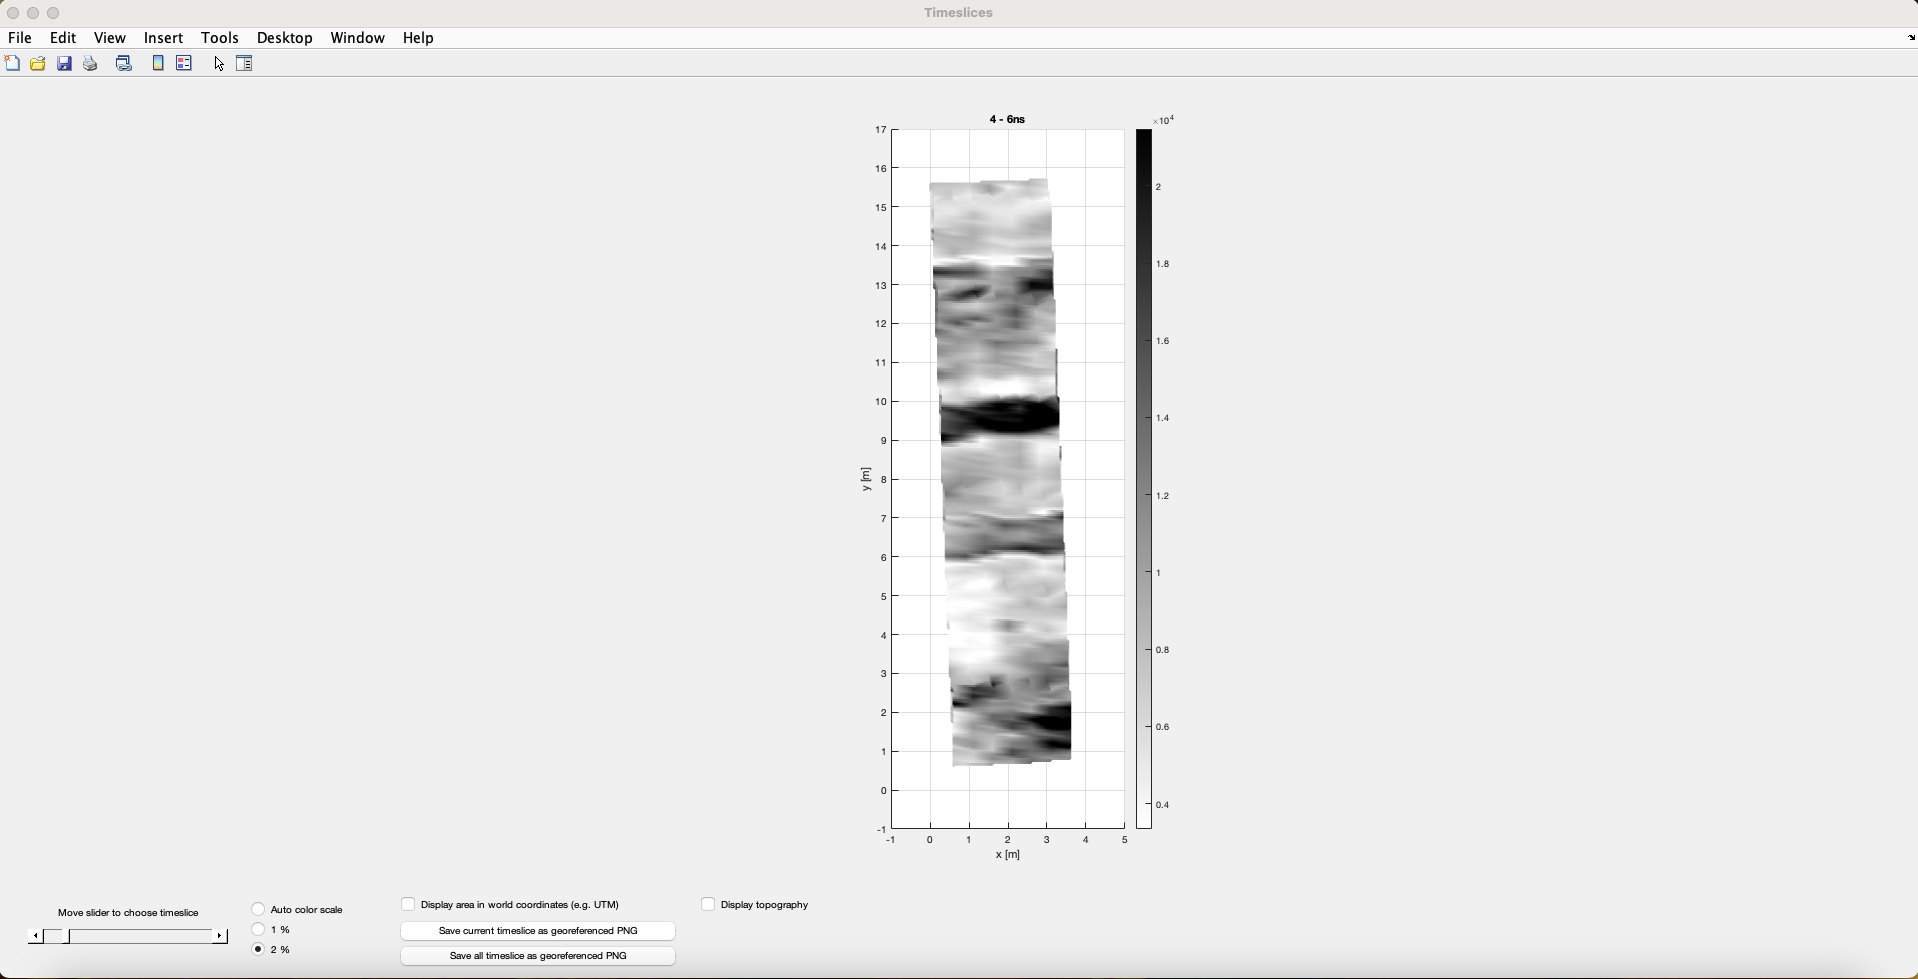 Timeslices
File Edit View Insert Tools Desktop Window Help
4 - 6ns
×10⁴
17
16
15
14
13
12
11
10
9
8
7
6
5
4
3
2
1
0
-1
y [m]
-1 0 1 2 3 4 5
x [m]
2
1.8
1.6
1.4
1.2
1
0.8
0.6
0.4
Move slider to choose timeslice
Auto color scale
1 %
2 %
Display area in world coordinates (e.g. UTM)
Save current timeslice as georeferenced PNG
Save all timeslice as georeferenced PNG
Display topography